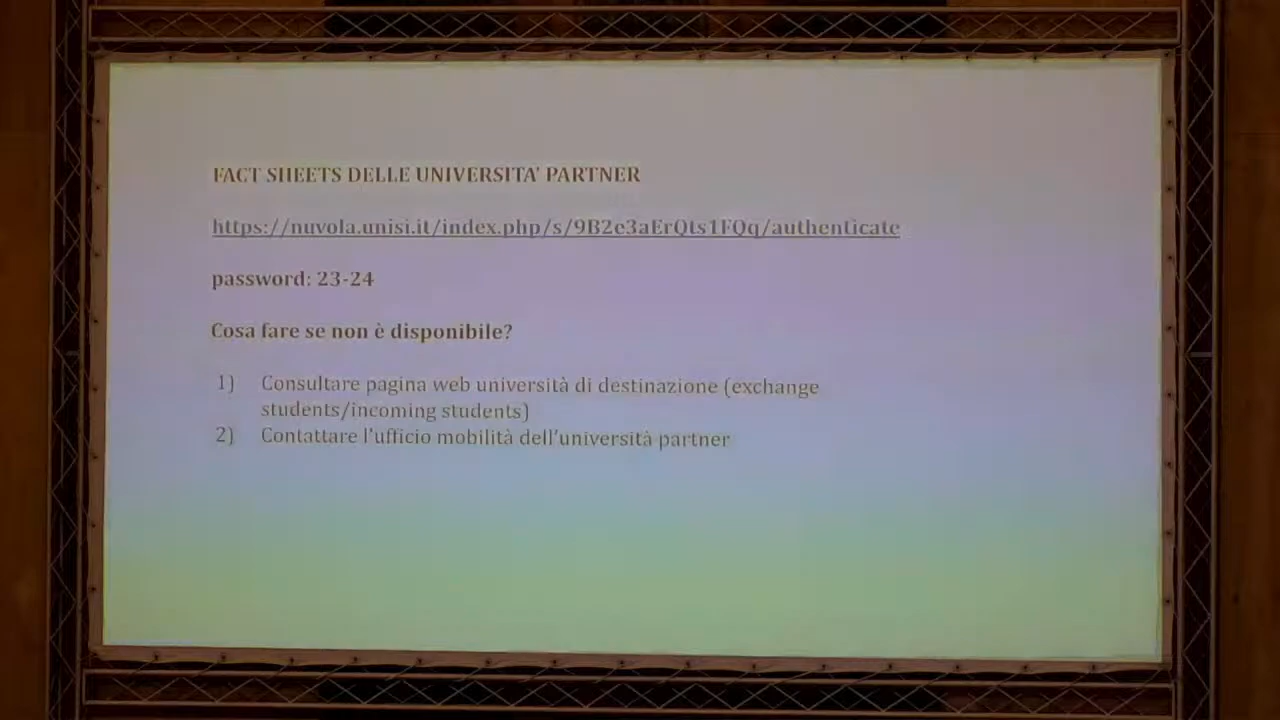 FACT SHEETS DELLE UNIVERSITA’ PARTNER
https://nuvola.unisi.it/index.php/s/9B2e3aErQts1FQq/authenticate
password: 23-24
Cosa fare se non è disponibile?
1) Consultare pagina web università di destinazione (exchange
students/incoming students)
2) Contattare l’ufficio mobilità dell’università partner